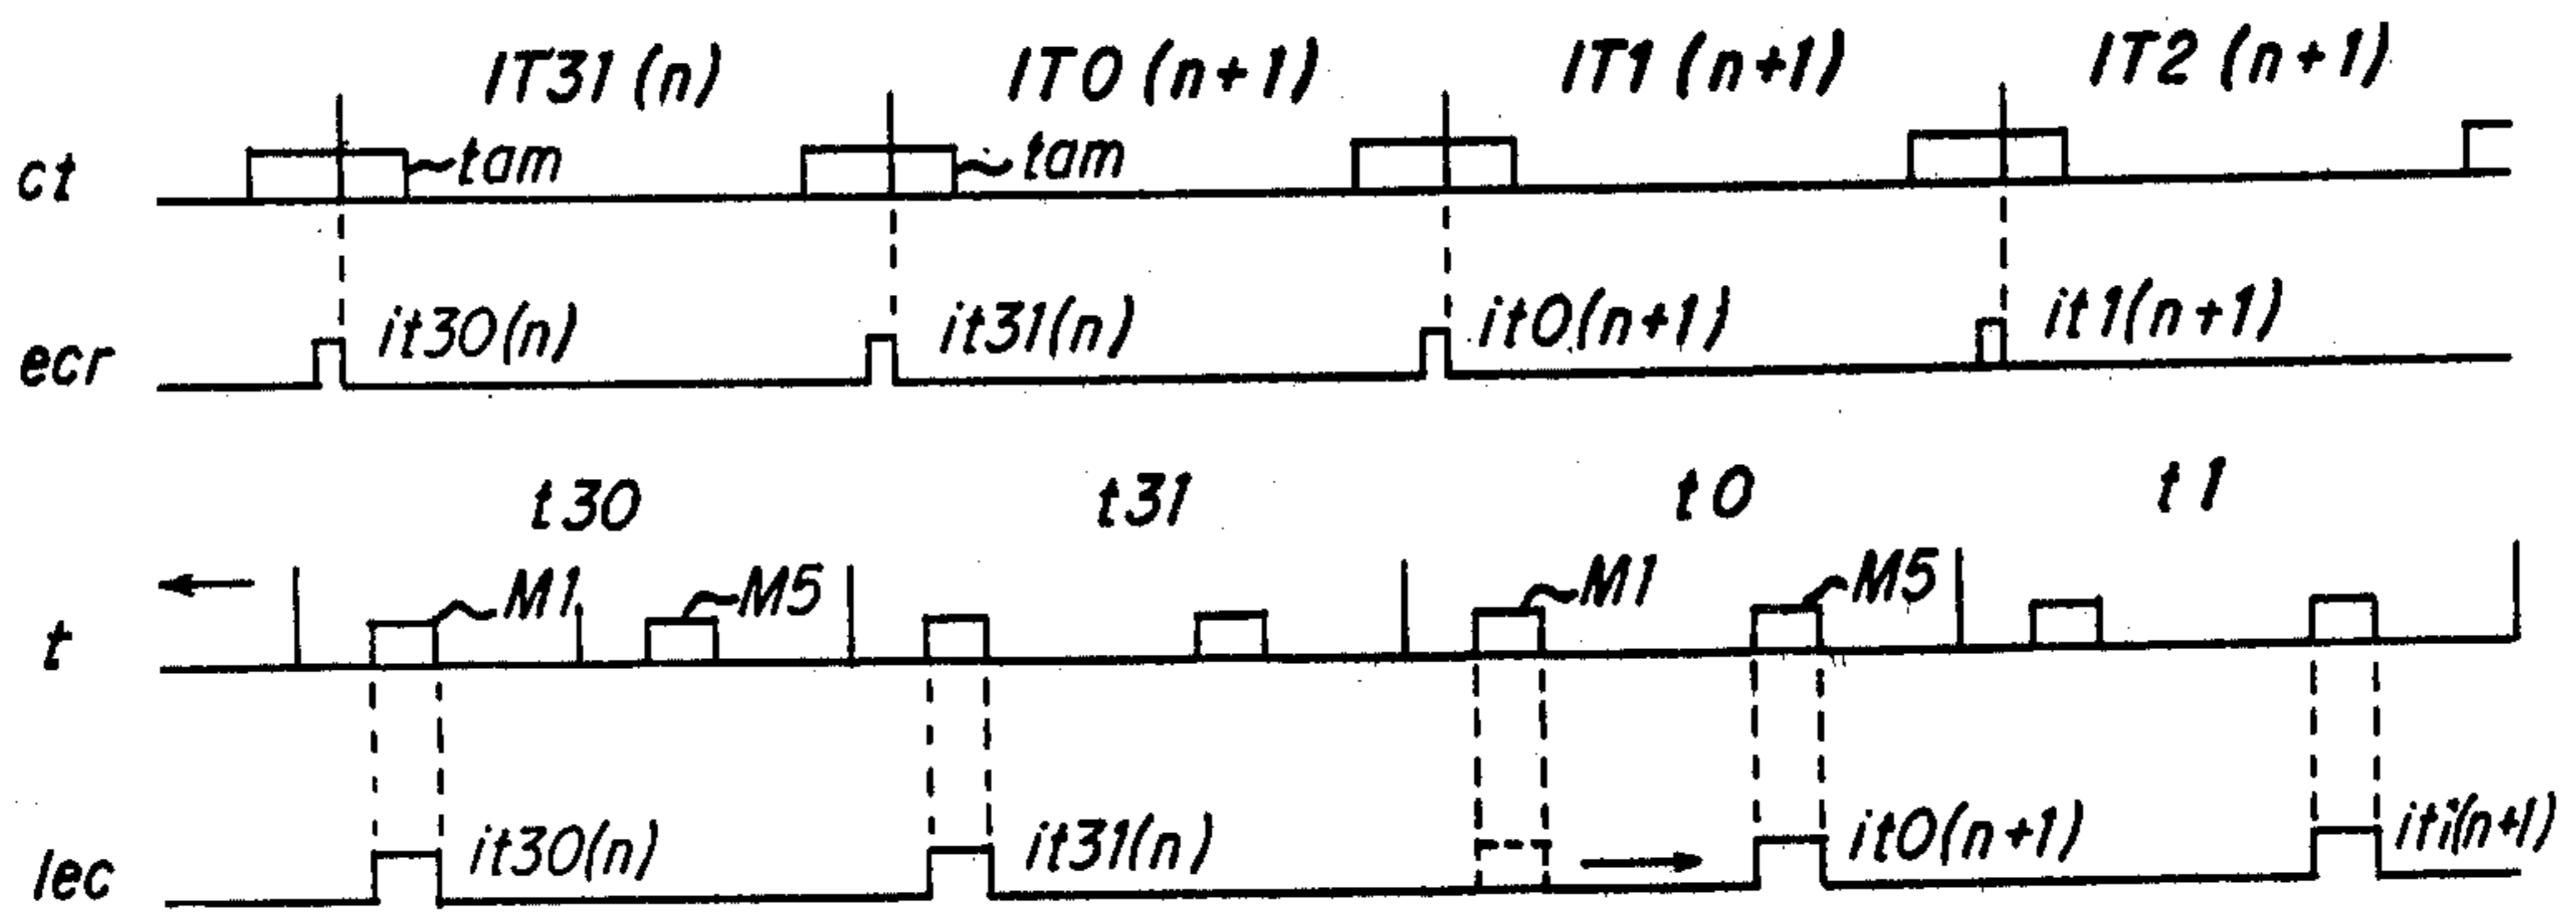 IT31 (n) IT0 (n+1) IT1 (n+1) IT2 (n+1)
ct tam tam
ecr it30(n) it31(n) it0(n+1) it1(n+1)
t30 t31 t0 t1
t M1 M5 M1 M5
lec it30(n) it31(n) it0(n+1) iti(n+1)